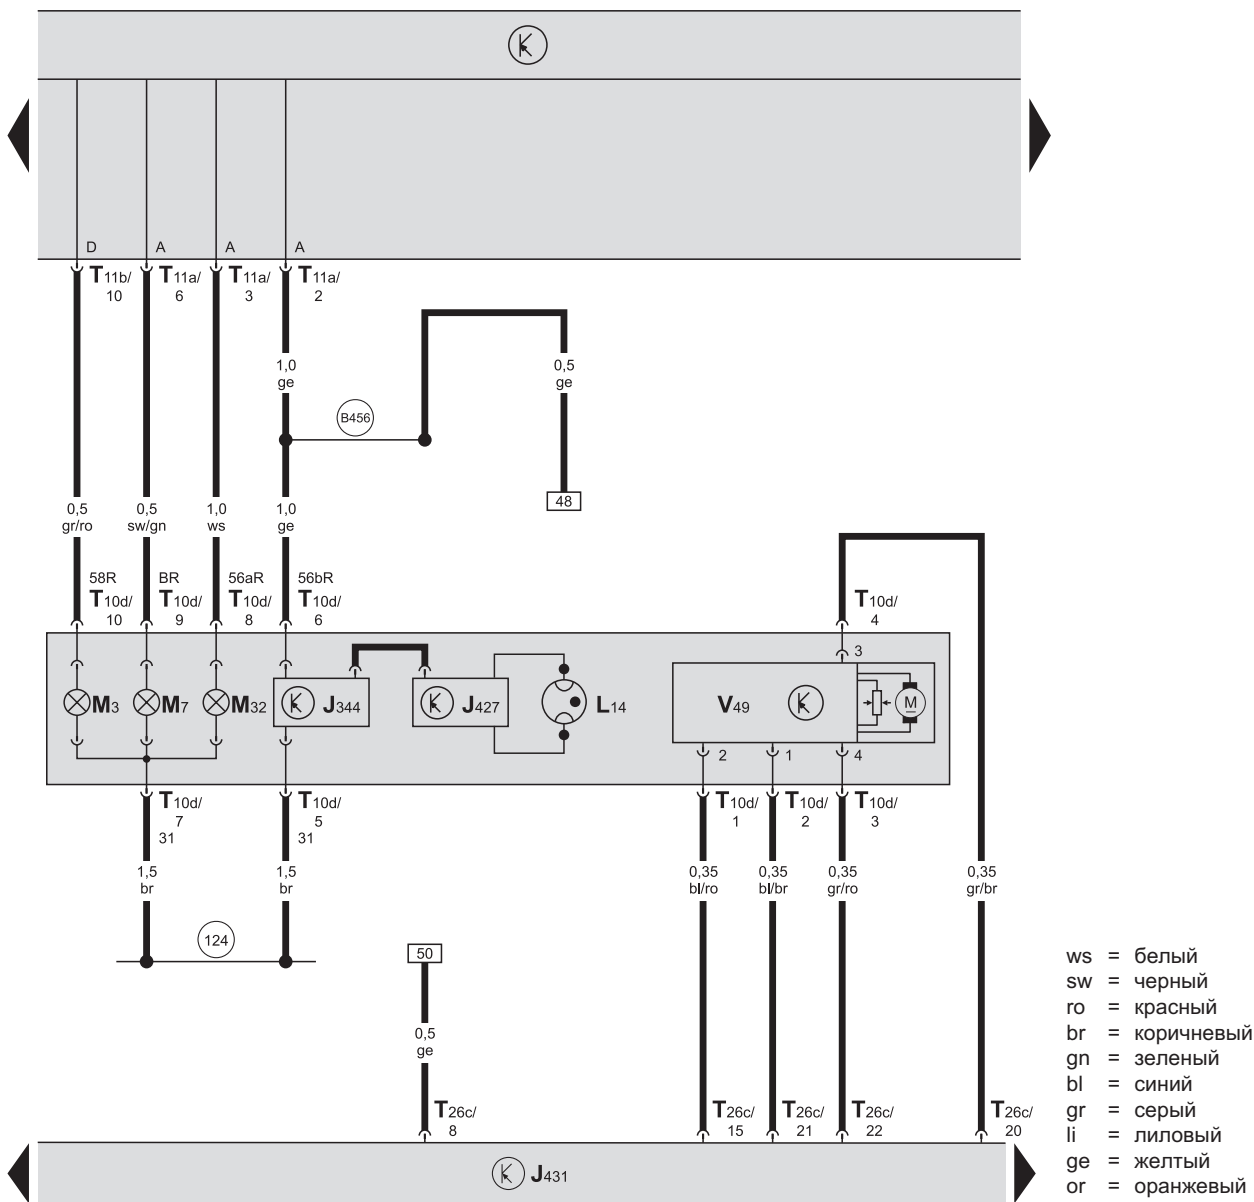 D A A A
T11b/ T11a/ T11a/ T11a/
10 6 3 2
1,0 0,5
ge ge
B456
48
0,5 0,5 1,0 1,0
gr/ro sw/gn ws ge
58R BR 56aR 56bR
T10d/ T10d/ T10d/ T10d/ T10d/
10 9 8 6 4
3
M3 M7 M32 J344 J427 L14 V49 M
2 1 4
T10d/ T10d/ T10d/ T10d/ T10d/
7 5 1 2 3
31 31
1,5 1,5 0,35 0,35 0,35 0,35
br br bl/ro bl/br gr/ro gr/br
124
50
0,5
ge
T26c/ T26c/ T26c/ T26c/ T26c/
8 15 21 22 20
J431
ws = белый
sw = черный
ro = красный
br = коричневый
gn = зеленый
bl = синий
gr = серый
li = лиловый
ge = желтый
or = оранжевый